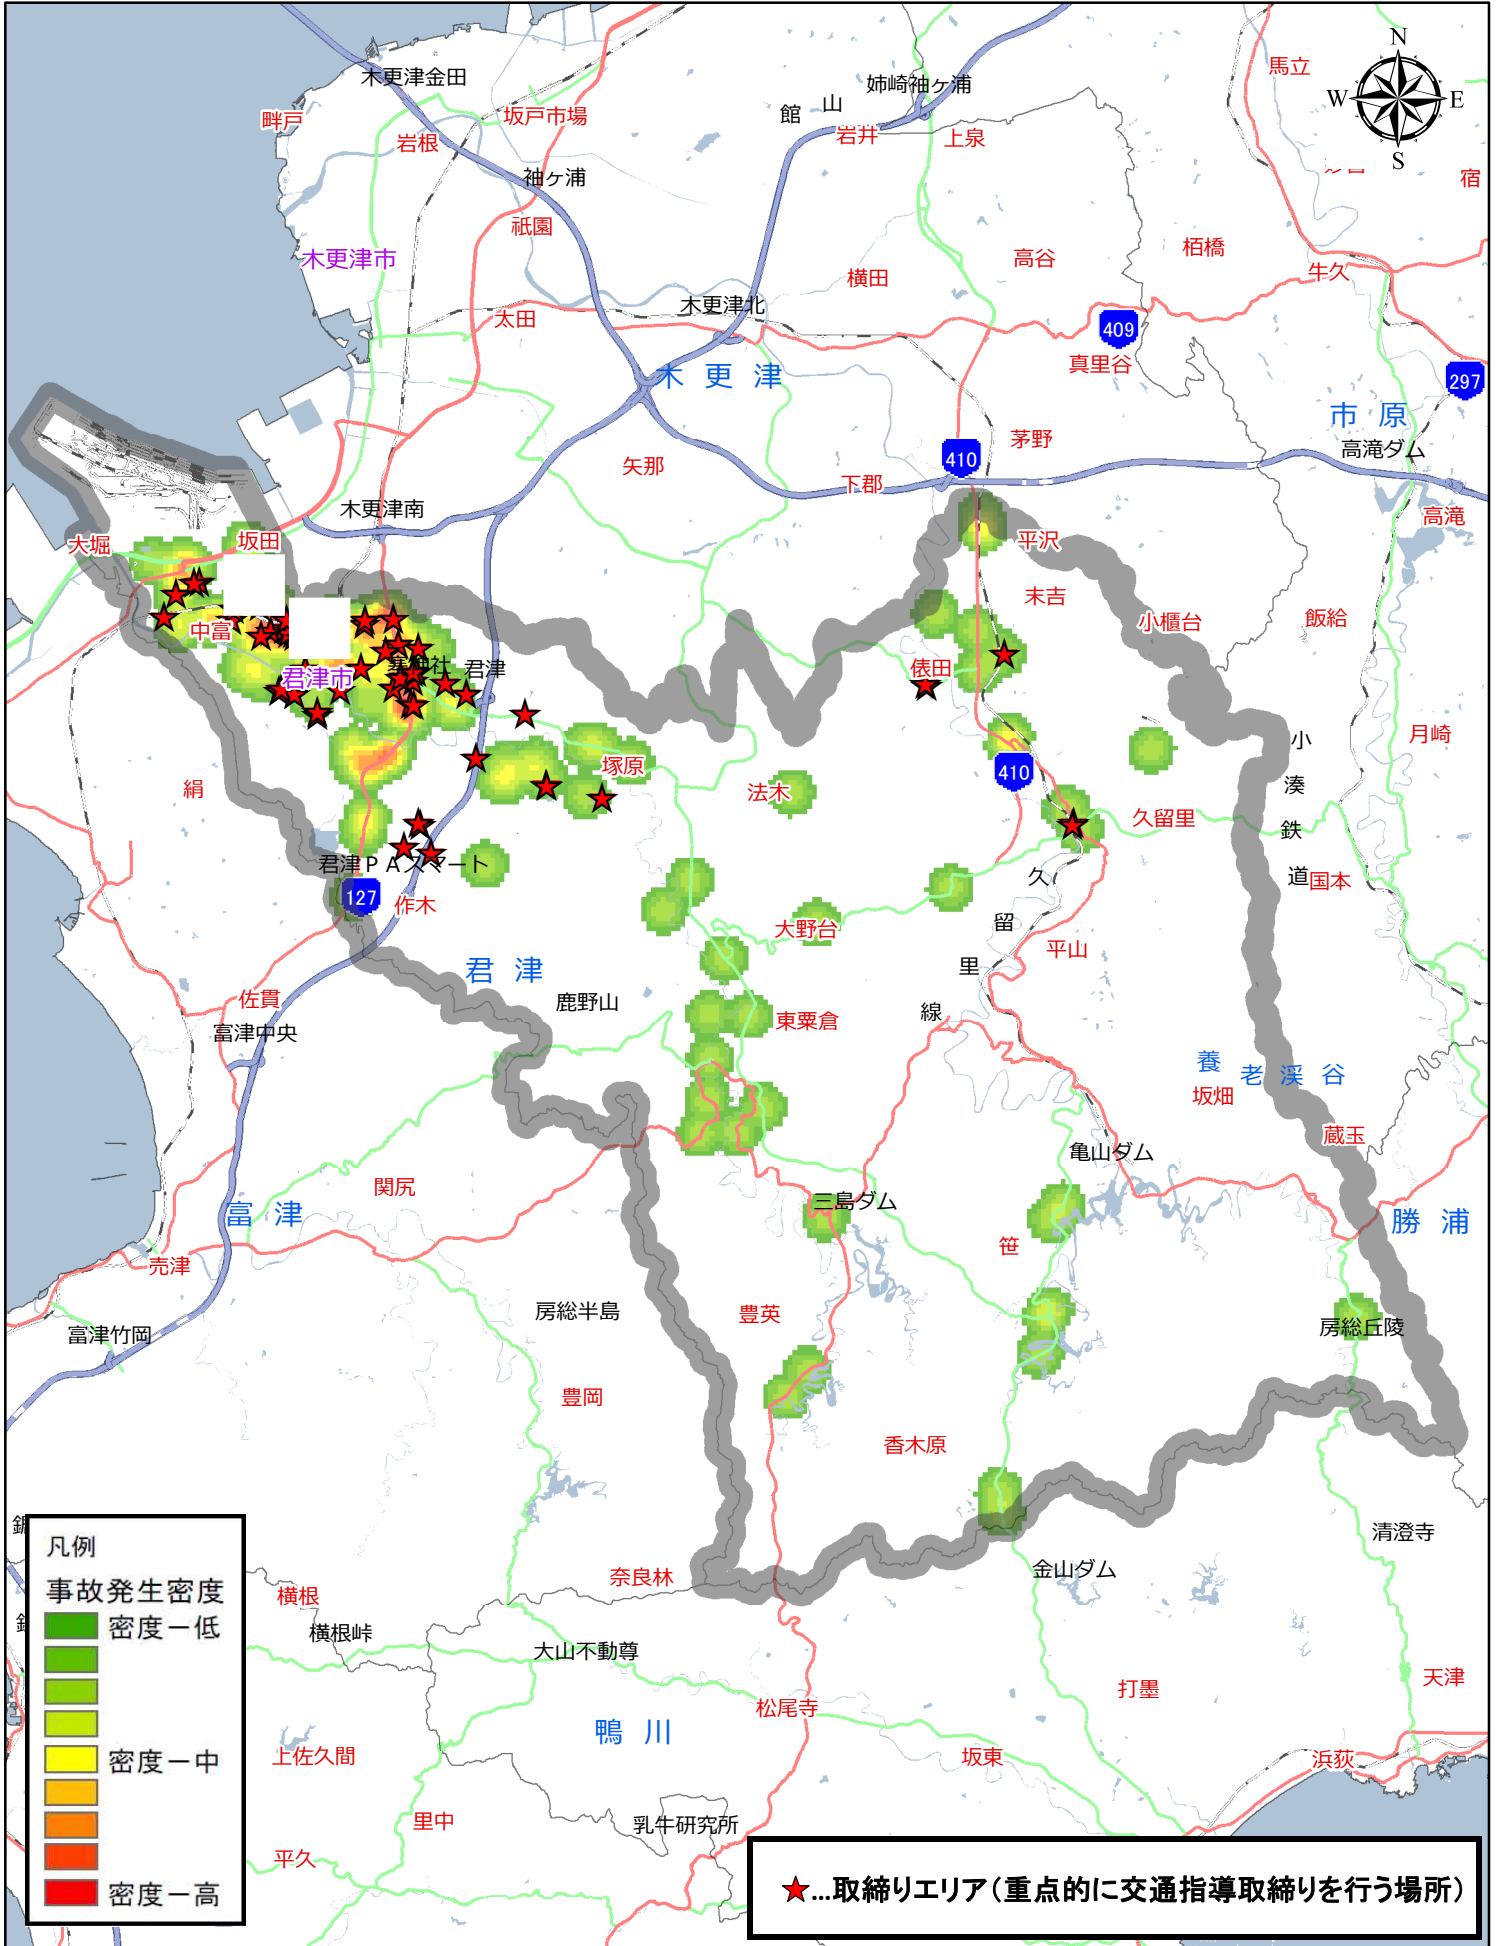 N
木更津金田
姉崎袖ヶ浦
馬立
館山
W
E
畔戸
岩根
坂戸市場
岩井
上泉
S
袖ヶ浦
宿
祇園
木更津市
高谷
栢橋
横田
牛久
木更津北
太田
409
真里谷
木更津
297
市原
茅野
高滝ダム
410
矢那
下郡
木更津南
高滝
大堀
坂田
平沢
末吉
小櫃台
飯給
中富
君津市
君津
俵田
小湊鉄道
月崎
塚原
410
絹
法木
久留里
君津PAスマート
国本
127
作木
久留里線
大野台
平山
君津
佐貫
鹿野山
東粟倉
富津中央
養老渓谷
坂畑
蔵玉
亀山ダム
関尻
三島ダム
富津
勝浦
笹
売津
房総半島
豊英
富津竹岡
房総丘陵
豊岡
香木原
清澄寺
凡例
事故発生密度
密度－低
密度－中
密度－高
奈良林
金山ダム
横根
横根峠
大山不動尊
打墨
天津
松尾寺
鴨川
上佐久間
坂東
浜荻
里中
乳牛研究所
平久
★...取締りエリア(重点的に交通指導取締りを行う場所)